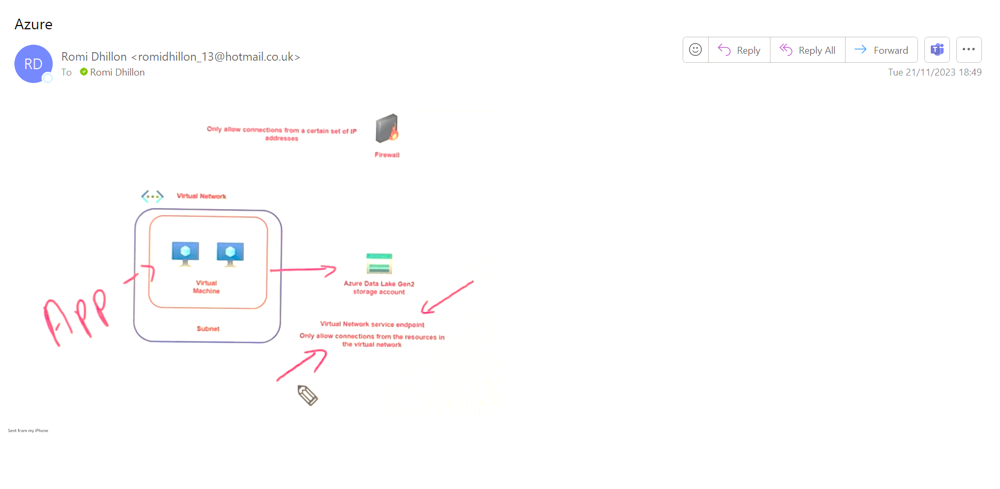 Azure
RD
Romi Dhillon <romidhillon_13@hotmail.co.uk>
To Romi Dhillon
Reply
Reply All
Forward
Tue 21/11/2023 18:49
Only allow connections from a certain set of IP
addresses
Firewall
Virtual Network
Virtual
Machine
Subnet
APP
Azure Data Lake Gen2
storage account
Virtual Network service endpoint
Only allow connections from the resources in
the virtual network
Sent from my iPhone